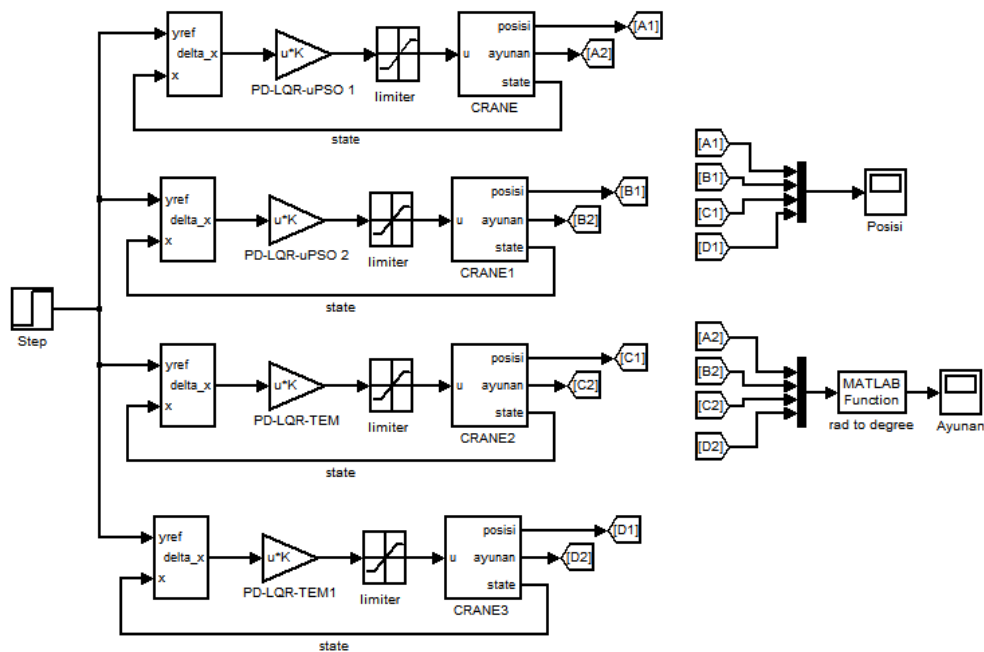 yref
delta_x
x
u*K
PD-LQR-uPSO 1
limiter
u
posisi
ayunan
state
CRANE
[A1]
[A2]
state
yref
delta_x
x
u*K
PD-LQR-uPSO 2
limiter
u
posisi
ayunan
state
CRANE1
[B1]
[B2]
state
Step
yref
delta_x
x
u*K
PD-LQR-TEM
limiter
u
posisi
ayunan
state
CRANE2
[C1]
[C2]
state
yref
delta_x
x
u*K
PD-LQR-TEM1
limiter
u
posisi
ayunan
state
CRANE3
[D1]
[D2]
state
[A1]
[B1]
[C1]
[D1]
Posisi
[A2]
[B2]
[C2]
[D2]
MATLAB
Function
rad to degree
Ayunan